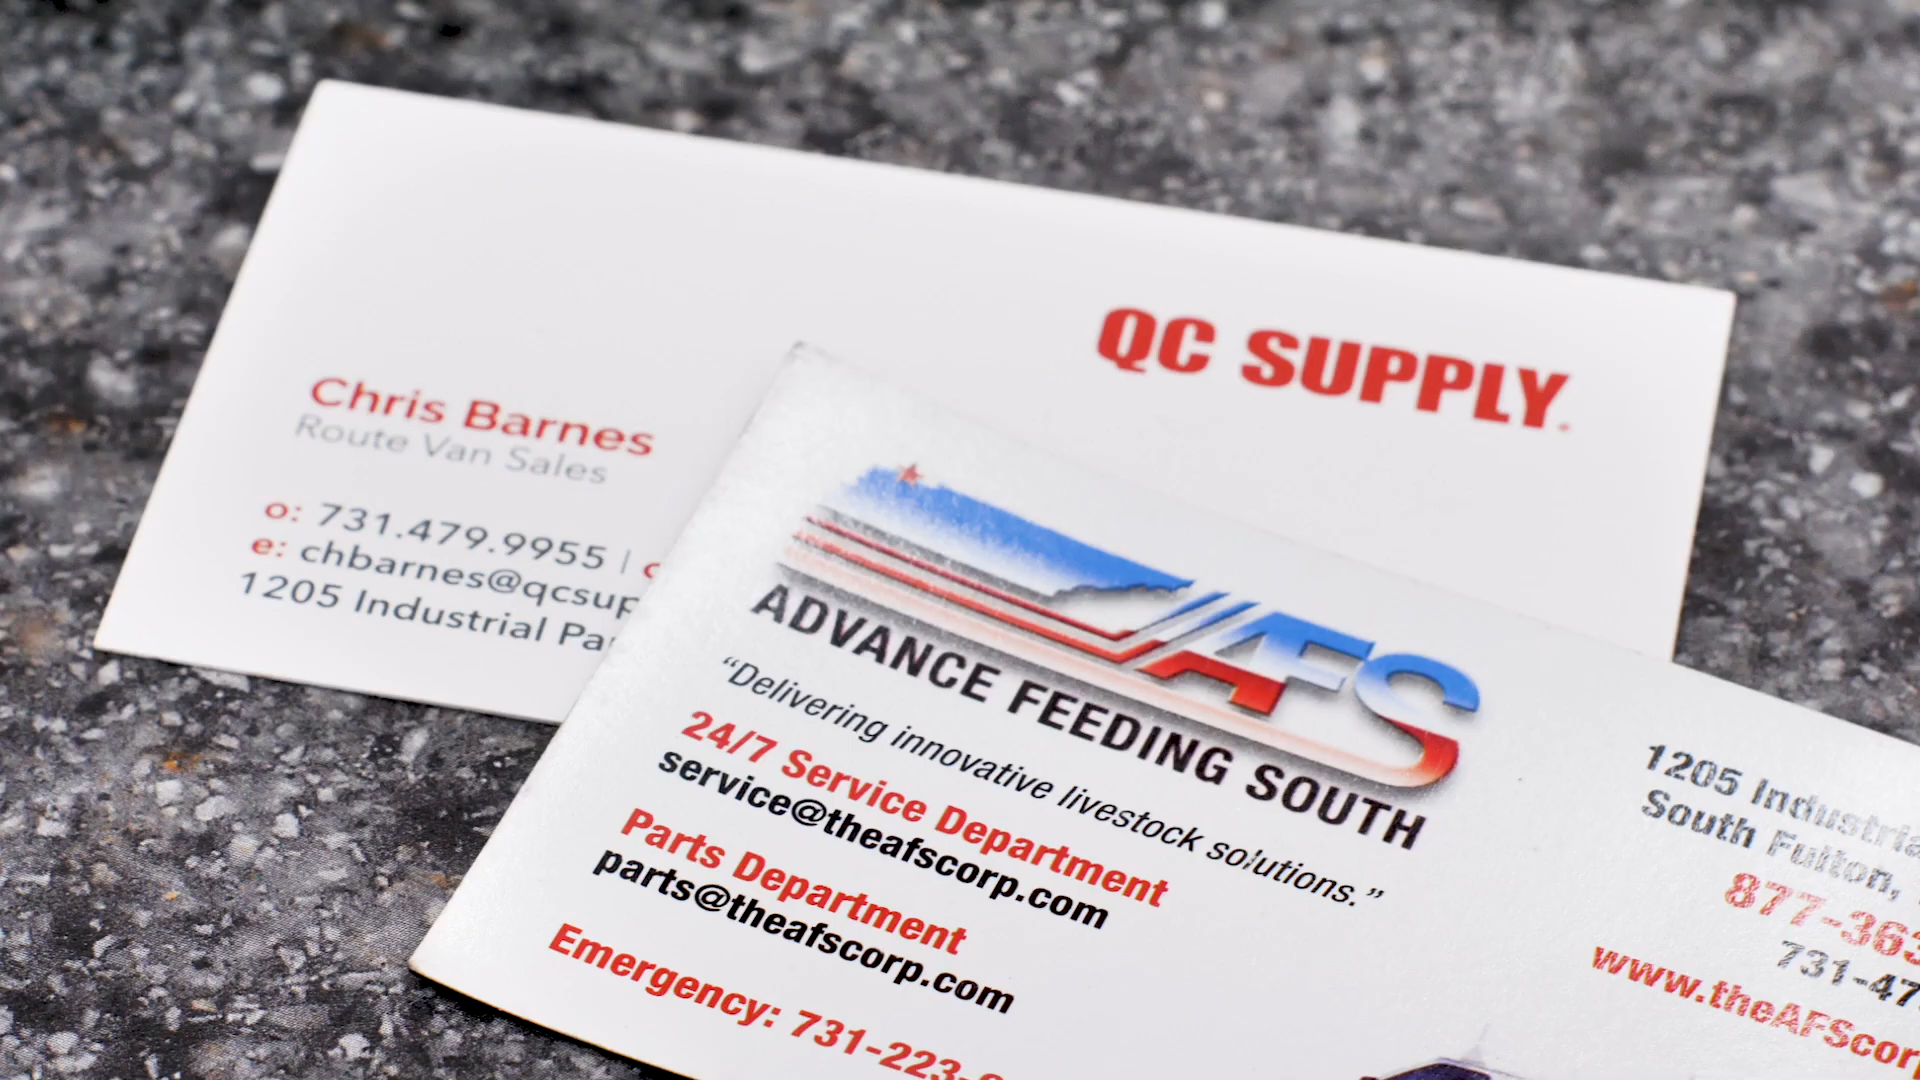 QC SUPPLY
Chris Barnes
Route Van Sales
o: 731.479.9955 |
e: chbarnes@qcsup
1205 Industrial Pa
AFS
ADVANCE FEEDING SOUTH
“Delivering innovative livestock solutions.”
24/7 Service Department
service@theafscorp.com
Parts Department
parts@theafscorp.com
Emergency: 731-223-
1205 Industria
South Fulton,
877-363
731-47
www.theAFScorp